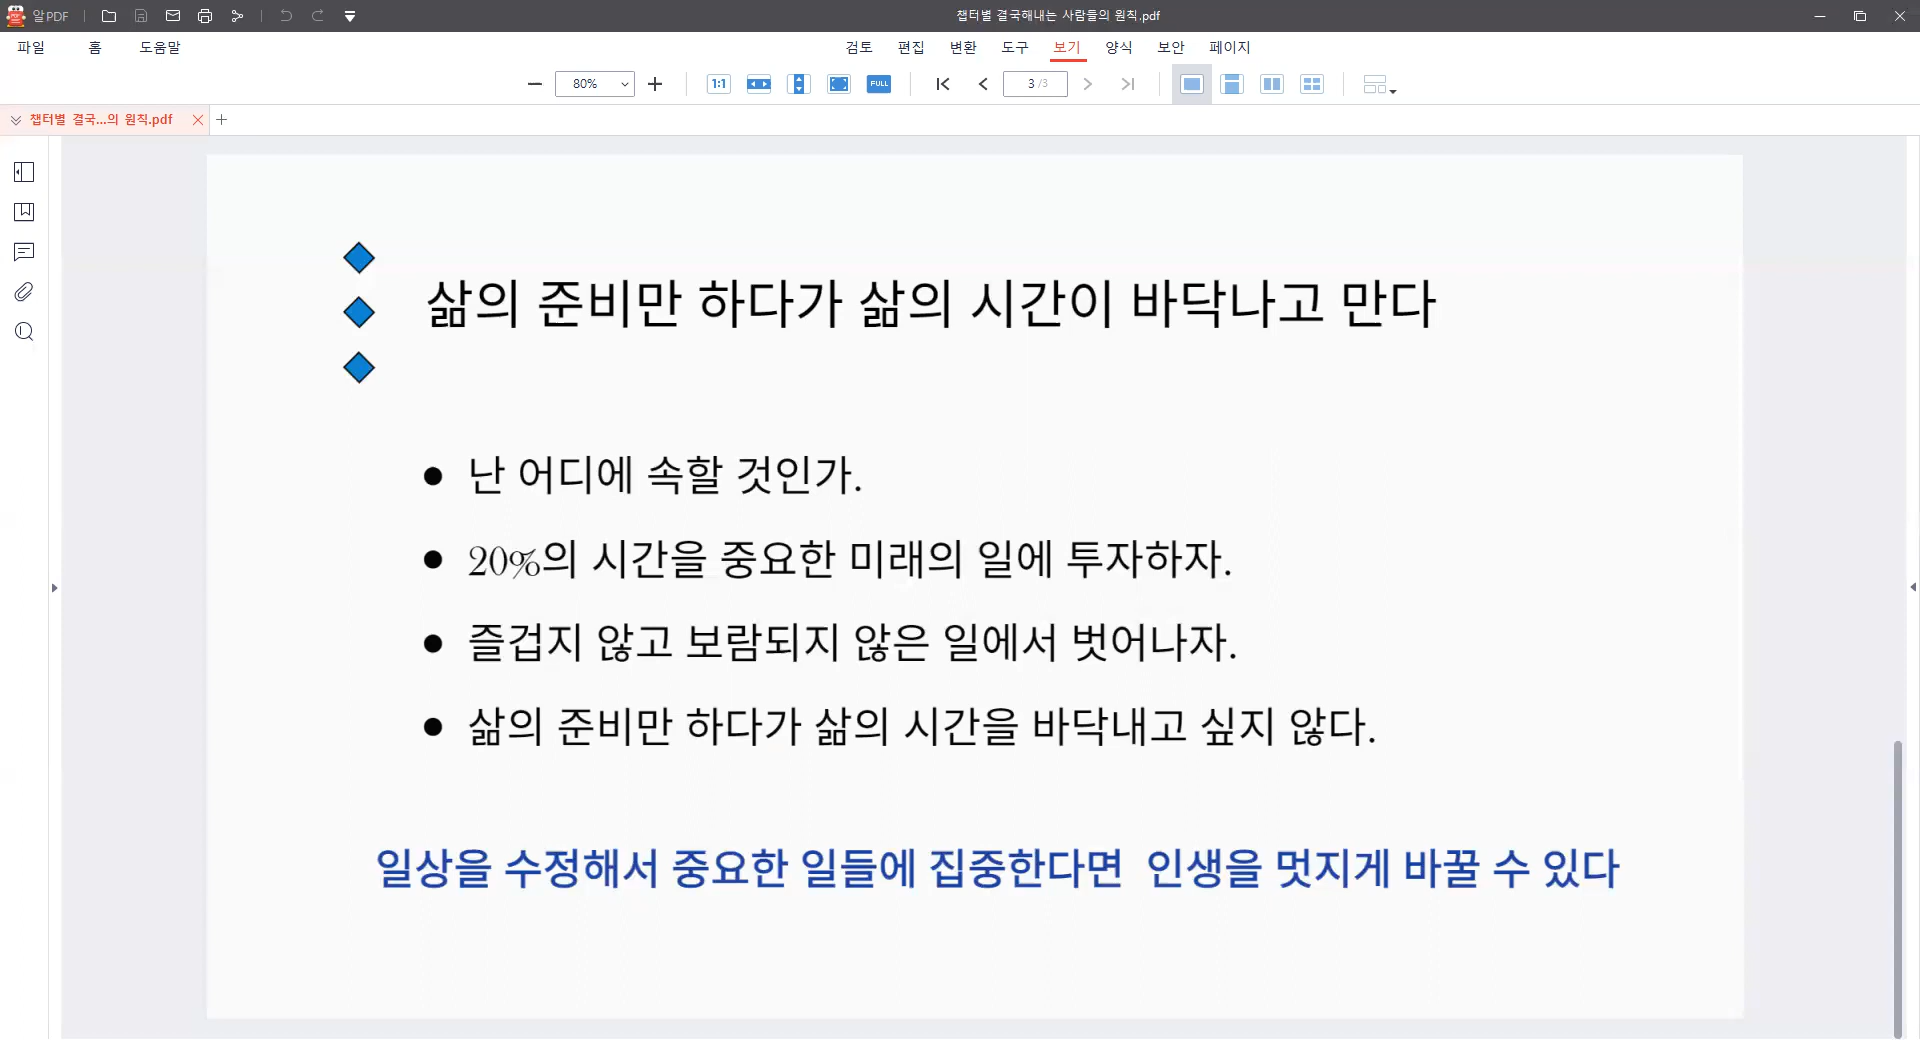 알PDF
챕터별 결국해내는 사람들의 원칙.pdf
파일 홈 도움말 검토 편집 변환 도구 보기 양식 보안 페이지
80% 1:1 FULL 3 /3
챕터별 결국...의 원칙.pdf
삶의 준비만 하다가 삶의 시간이 바닥나고 만다
● 난 어디에 속할 것인가.
● 20%의 시간을 중요한 미래의 일에 투자하자.
● 즐겁지 않고 보람되지 않은 일에서 벗어나자.
● 삶의 준비만 하다가 삶의 시간을 바닥내고 싶지 않다.
일상을 수정해서 중요한 일들에 집중한다면 인생을 멋지게 바꿀 수 있다